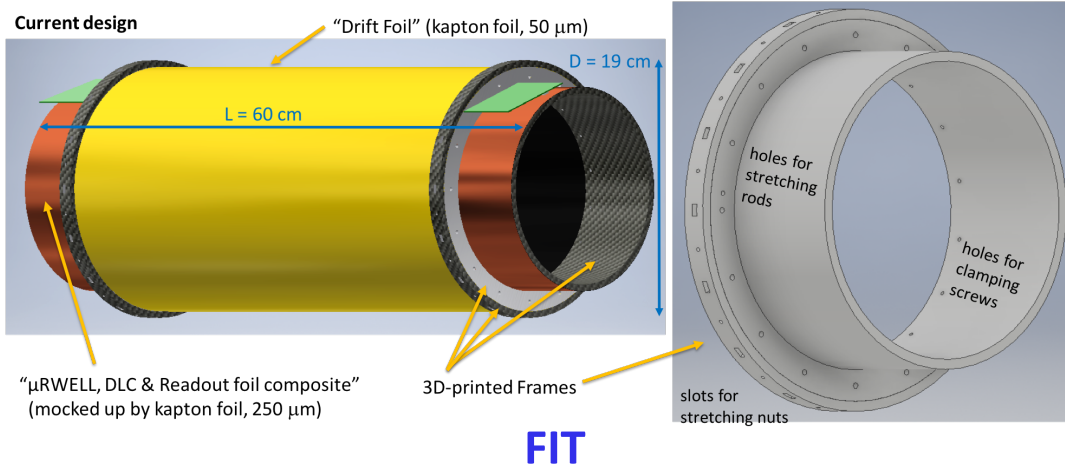 Current design
“Drift Foil” (kapton foil, 50 µm)
D = 19 cm
L = 60 cm
holes for
stretching
rods
holes for
clamping
screws
“µRWELL, DLC & Readout foil composite”
(mocked up by kapton foil, 250 µm)
3D-printed Frames
slots for
stretching nuts
FIT